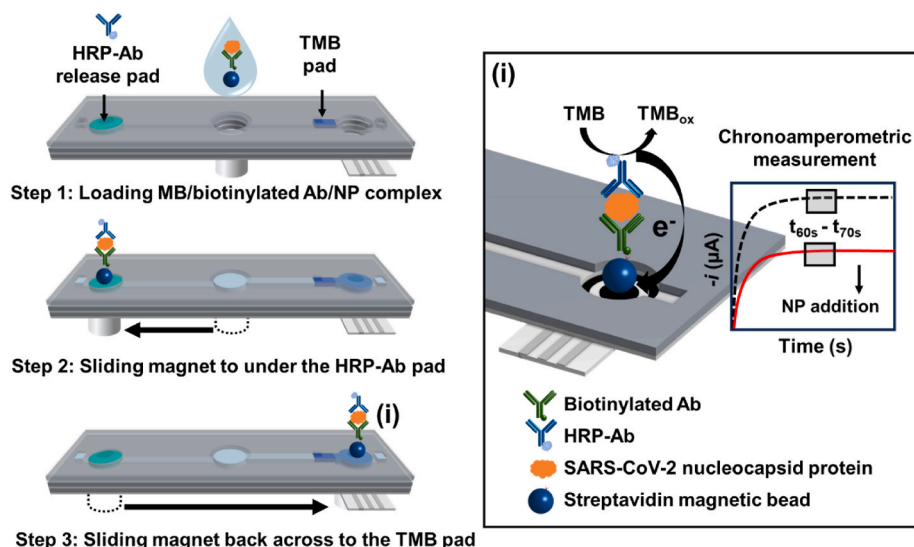 HRP-Ab
release pad
TMB
pad
Step 1: Loading MB/biotinylated Ab/NP complex
Step 2: Sliding magnet to under the HRP-Ab pad
(i)
Step 3: Sliding magnet back across to the TMB pad
(i)
TMB
TMBox
e-
Chronoamperometric
measurement
t60s - t70s
NP addition
-i (µA)
Time (s)
Biotinylated Ab
HRP-Ab
SARS-CoV-2 nucleocapsid protein
Streptavidin magnetic bead